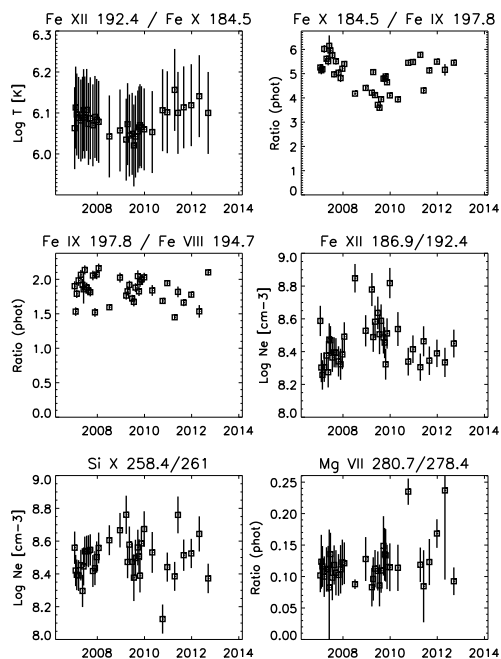 Fe XII 192.4 / Fe X 184.5
Fe X 184.5 / Fe IX 197.8
6.3
6.2
6.1
6.0
Log T [K]
2008 2010 2012 2014
6
5
4
3
2
1
0
Ratio (phot)
2008 2010 2012 2014
Fe IX 197.8 / Fe VIII 194.7
Fe XII 186.9/192.4
2.0
1.5
1.0
0.5
0.0
Ratio (phot)
2008 2010 2012 2014
9.0
8.8
8.6
8.4
8.2
8.0
Log Ne [cm-3]
2008 2010 2012 2014
Si X 258.4/261
Mg VII 280.7/278.4
9.0
8.8
8.6
8.4
8.2
8.0
Log Ne [cm-3]
2008 2010 2012 2014
0.25
0.20
0.15
0.10
0.05
0.00
Ratio (phot)
2008 2010 2012 2014